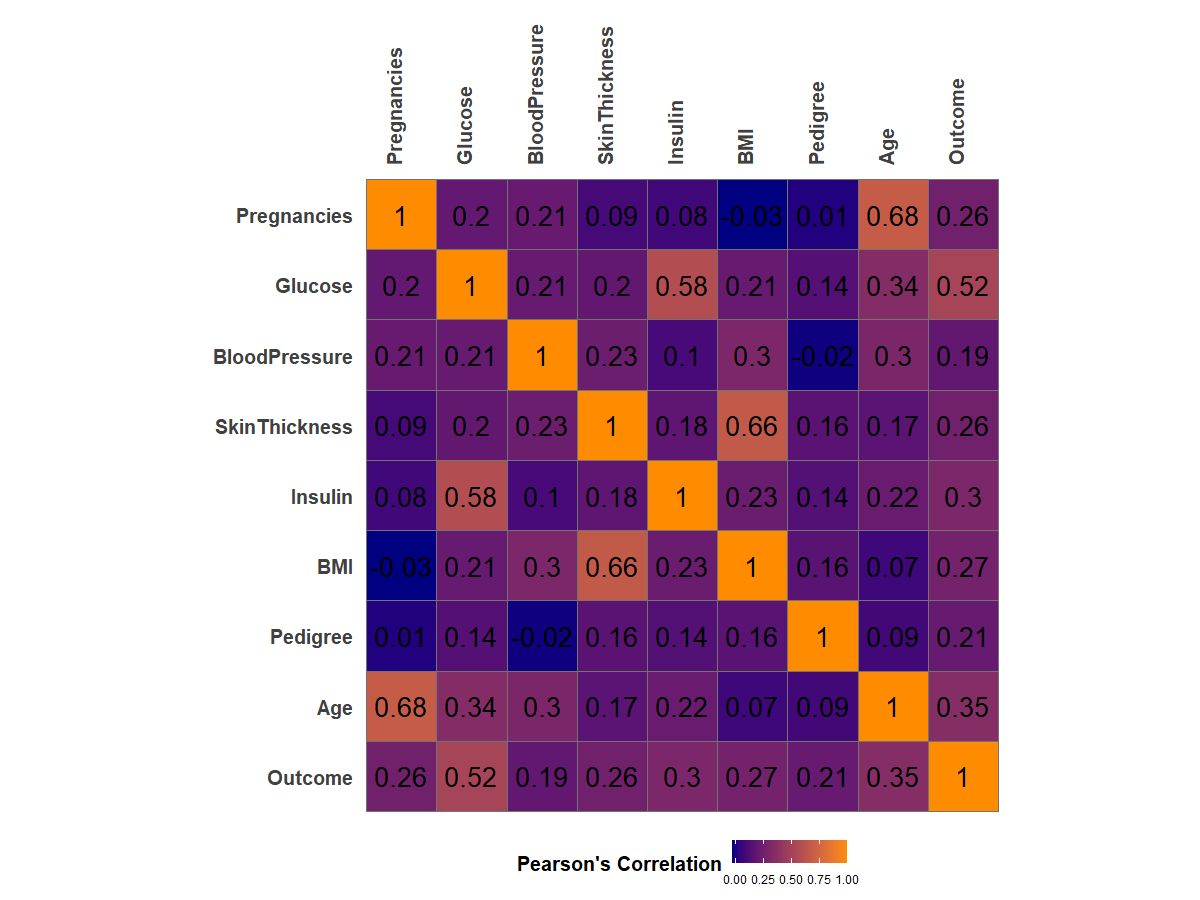 Pregnancies Glucose BloodPressure SkinThickness Insulin BMI Pedigree Age Outcome
Pregnancies 1 0.2 0.21 0.09 0.08 -0.03 0.01 0.68 0.26
Glucose 0.2 1 0.21 0.2 0.58 0.21 0.14 0.34 0.52
BloodPressure 0.21 0.21 1 0.23 0.1 0.3 -0.02 0.3 0.19
SkinThickness 0.09 0.2 0.23 1 0.18 0.66 0.16 0.17 0.26
Insulin 0.08 0.58 0.1 0.18 1 0.23 0.14 0.22 0.3
BMI -0.03 0.21 0.3 0.66 0.23 1 0.16 0.07 0.27
Pedigree 0.01 0.14 -0.02 0.16 0.14 0.16 1 0.09 0.21
Age 0.68 0.34 0.3 0.17 0.22 0.07 0.09 1 0.35
Outcome 0.26 0.52 0.19 0.26 0.3 0.27 0.21 0.35 1
Pearson's Correlation
0.00 0.25 0.50 0.75 1.00